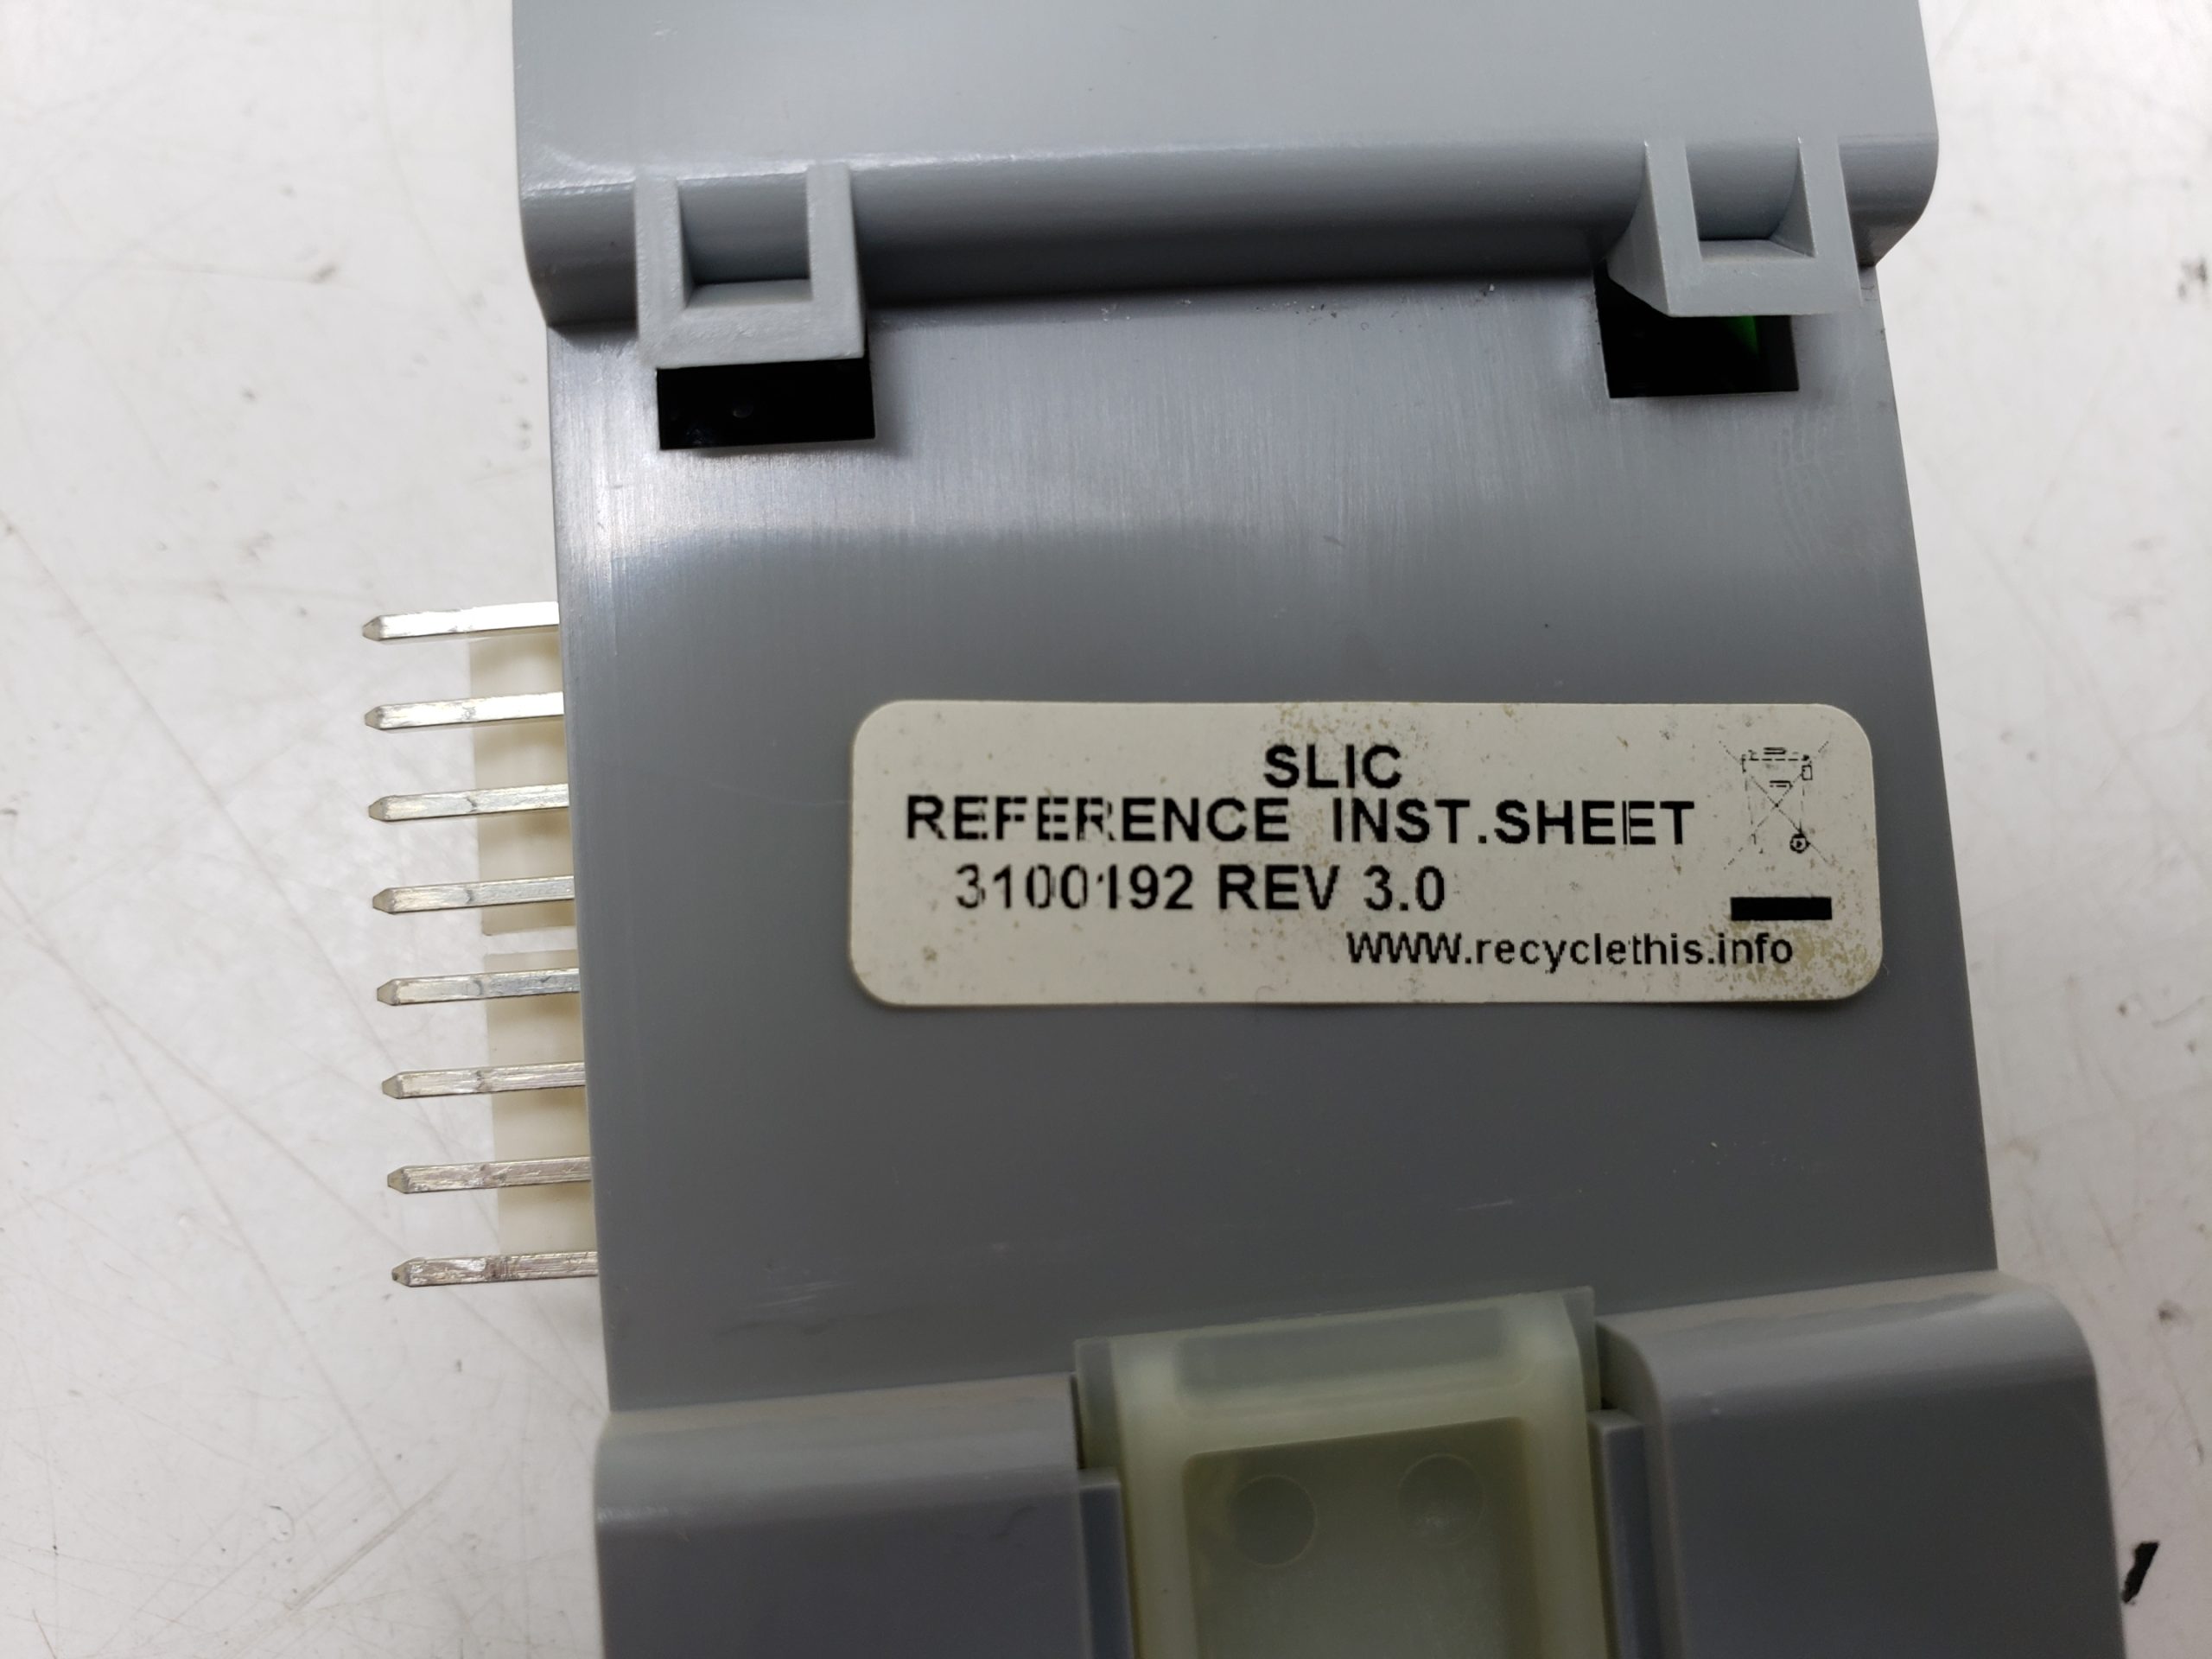 SLIC
REFERENCE INST.SHEET
3100192 REV 3.0
WWW.recyclethis.info